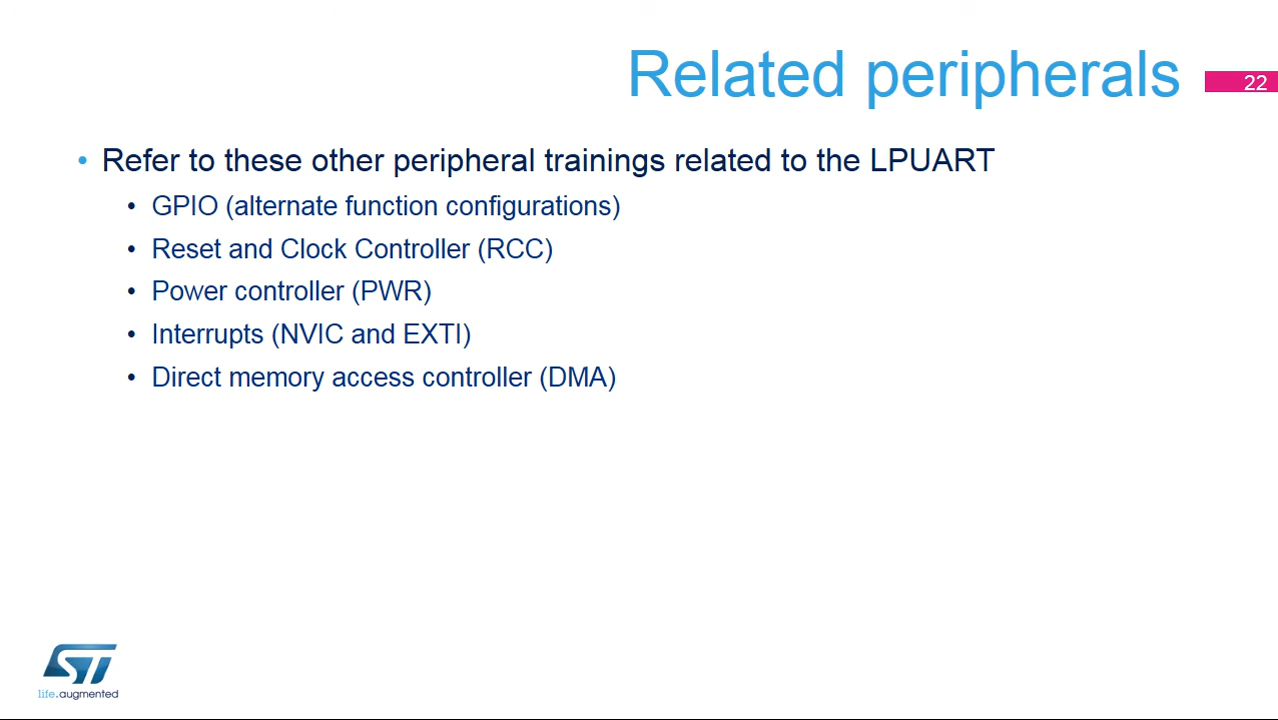 Related peripherals
22
• Refer to these other peripheral trainings related to the LPUART
• GPIO (alternate function configurations)
• Reset and Clock Controller (RCC)
• Power controller (PWR)
• Interrupts (NVIC and EXTI)
• Direct memory access controller (DMA)
ST
life.augmented